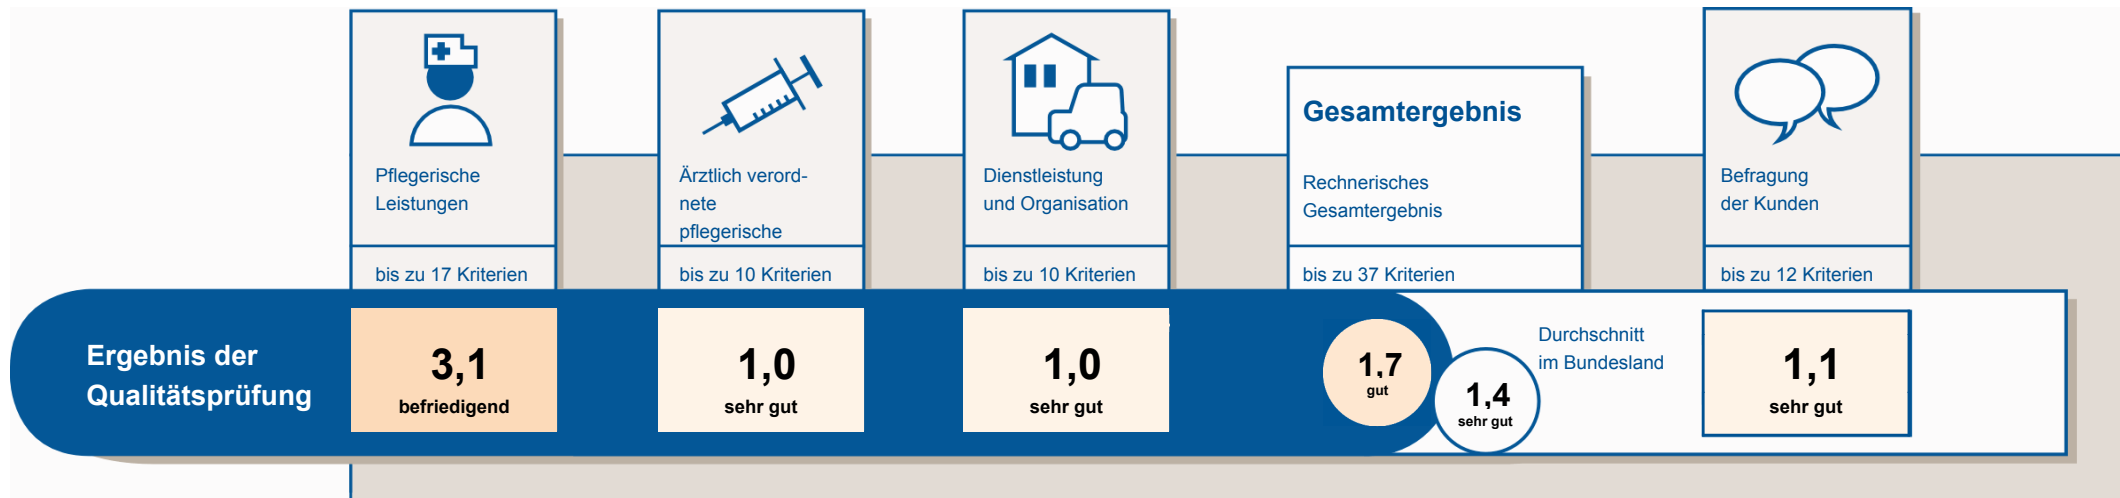 Pflegerische
Leistungen
bis zu 17 Kriterien
Ärztlich verord-
nete
pflegerische
bis zu 10 Kriterien
Dienstleistung
und Organisation
bis zu 10 Kriterien
Gesamtergebnis
Rechnerisches
Gesamtergebnis
bis zu 37 Kriterien
Befragung
der Kunden
bis zu 12 Kriterien
Ergebnis der
Qualitätsprüfung
3,1
befriedigend
1,0
sehr gut
1,0
sehr gut
1,7
gut
1,4
sehr gut
Durchschnitt
im Bundesland
1,1
sehr gut